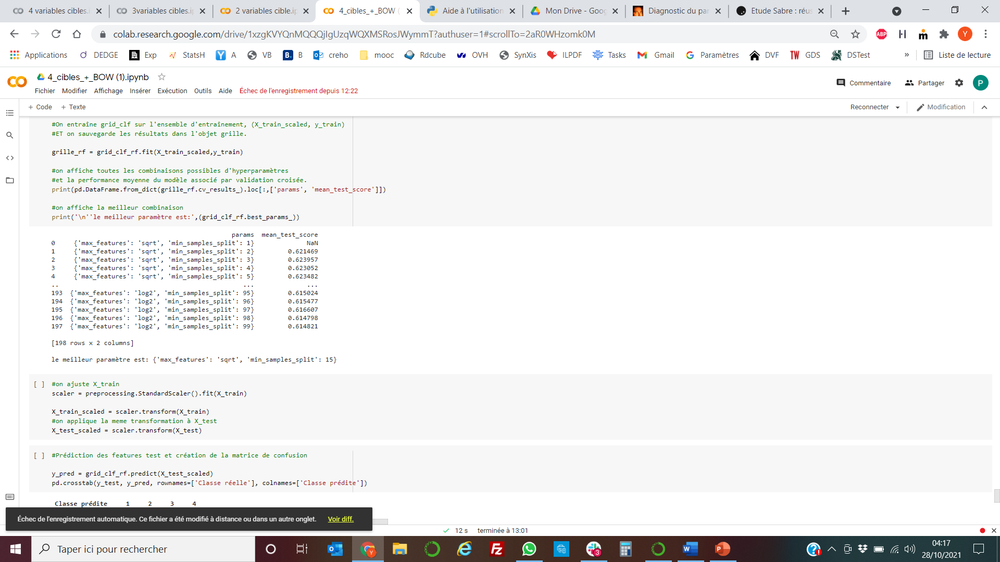 4 variables cibles.i
3variables cibles.ip
2 variables cible.ip
4_cibles_+_BOW (
Aide à l'utilisation
Mon Drive - Goog
Diagnostic du par
Etude Sabre : réus
colab.research.google.com/drive/1xzgKVYQnMQQQjIgUzqWQXMSRosJWymmT?authuser=1#scrollTo=2aR0WHzomk0M
ABP
Y
Applications
DEDGE
Exp
StatsH
A
VB
B
creho
mooc
Rdcube
OVH
SynXis
ILPDF
Tasks
Gmail
Paramètres
DVF
GDS
DSTest
»
Liste de lecture
4_cibles_+_BOW (1).ipynb
Commentaire
Partager
P
Fichier Modifier Affichage Insérer Exécution Outils Aide Échec de l'enregistrement depuis 12:22
+ Code + Texte
Reconnecter
Modification
#On entraîne grid_clf sur l'ensemble d'entraînement, (X_train_scaled, y_train)
#ET on sauvegarde les résultats dans l'objet grille.
grille_rf = grid_clf_rf.fit(X_train_scaled,y_train)
#on affiche toutes les combinaisons possibles d'hyperparamètres
#et la performance moyenne du modèle associé par validation croisée.
print(pd.DataFrame.from_dict(grille_rf.cv_results_).loc[:,['params', 'mean_test_score']])
#on affiche la meilleur combinaison
print('\n''le meilleur paramètre est:',(grid_clf_rf.best_params_))
params mean_test_score
0 {'max_features': 'sqrt', 'min_samples_split': 1} NaN
1 {'max_features': 'sqrt', 'min_samples_split': 2} 0.621469
2 {'max_features': 'sqrt', 'min_samples_split': 3} 0.623957
3 {'max_features': 'sqrt', 'min_samples_split': 4} 0.623052
4 {'max_features': 'sqrt', 'min_samples_split': 5} 0.623482
.. ... ...
193 {'max_features': 'log2', 'min_samples_split': 95} 0.615024
194 {'max_features': 'log2', 'min_samples_split': 96} 0.615477
195 {'max_features': 'log2', 'min_samples_split': 97} 0.616607
196 {'max_features': 'log2', 'min_samples_split': 98} 0.614798
197 {'max_features': 'log2', 'min_samples_split': 99} 0.614821
[198 rows x 2 columns]
le meilleur paramètre est: {'max_features': 'sqrt', 'min_samples_split': 15}
[ ] #on ajuste X_train
scaler = preprocessing.StandardScaler().fit(X_train)
X_train_scaled = scaler.transform(X_train)
#on applique la meme transformation à X_test
X_test_scaled = scaler.transform(X_test)
[ ] #Prédiction des features test et création de la matrice de confusion
y_pred = grid_clf_rf.predict(X_test_scaled)
pd.crosstab(y_test, y_pred, rownames=['Classe réelle'], colnames=['Classe prédite'])
Classe prédite 1 2 3 4
Échec de l'enregistrement automatique. Ce fichier a été modifié à distance ou dans un autre onglet. Voir diff.
12 s terminée à 13:01
Taper ici pour rechercher
3
04:17
28/10/2021